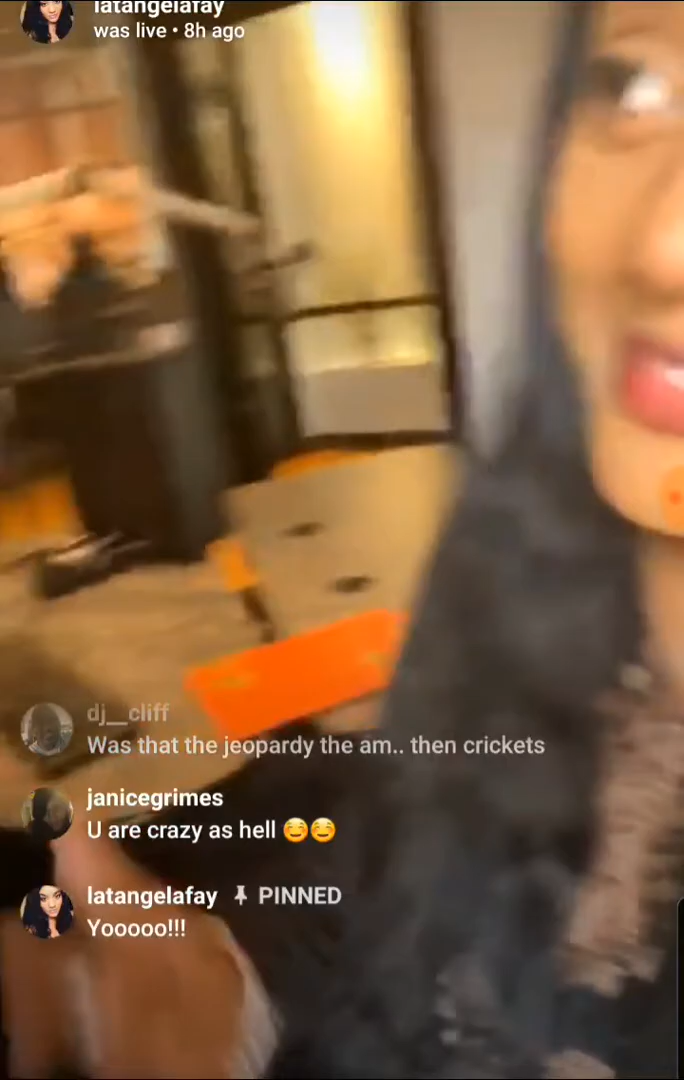 latangelafay
was live • 8h ago
dj__cliff
Was that the jeopardy the am.. then crickets
janicegrimes
U are crazy as hell 😊😊
latangelafay PINNED
Yooooo!!!